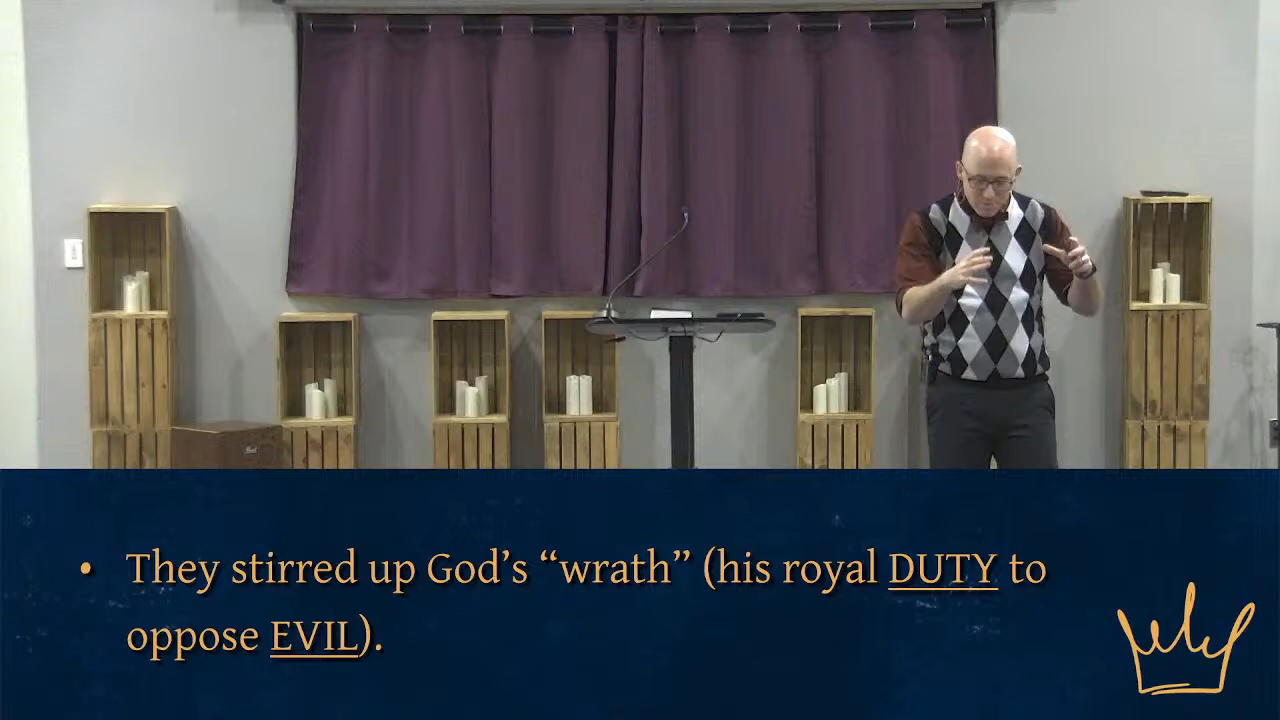 • They stirred up God’s “wrath” (his royal DUTY to
oppose EVIL).